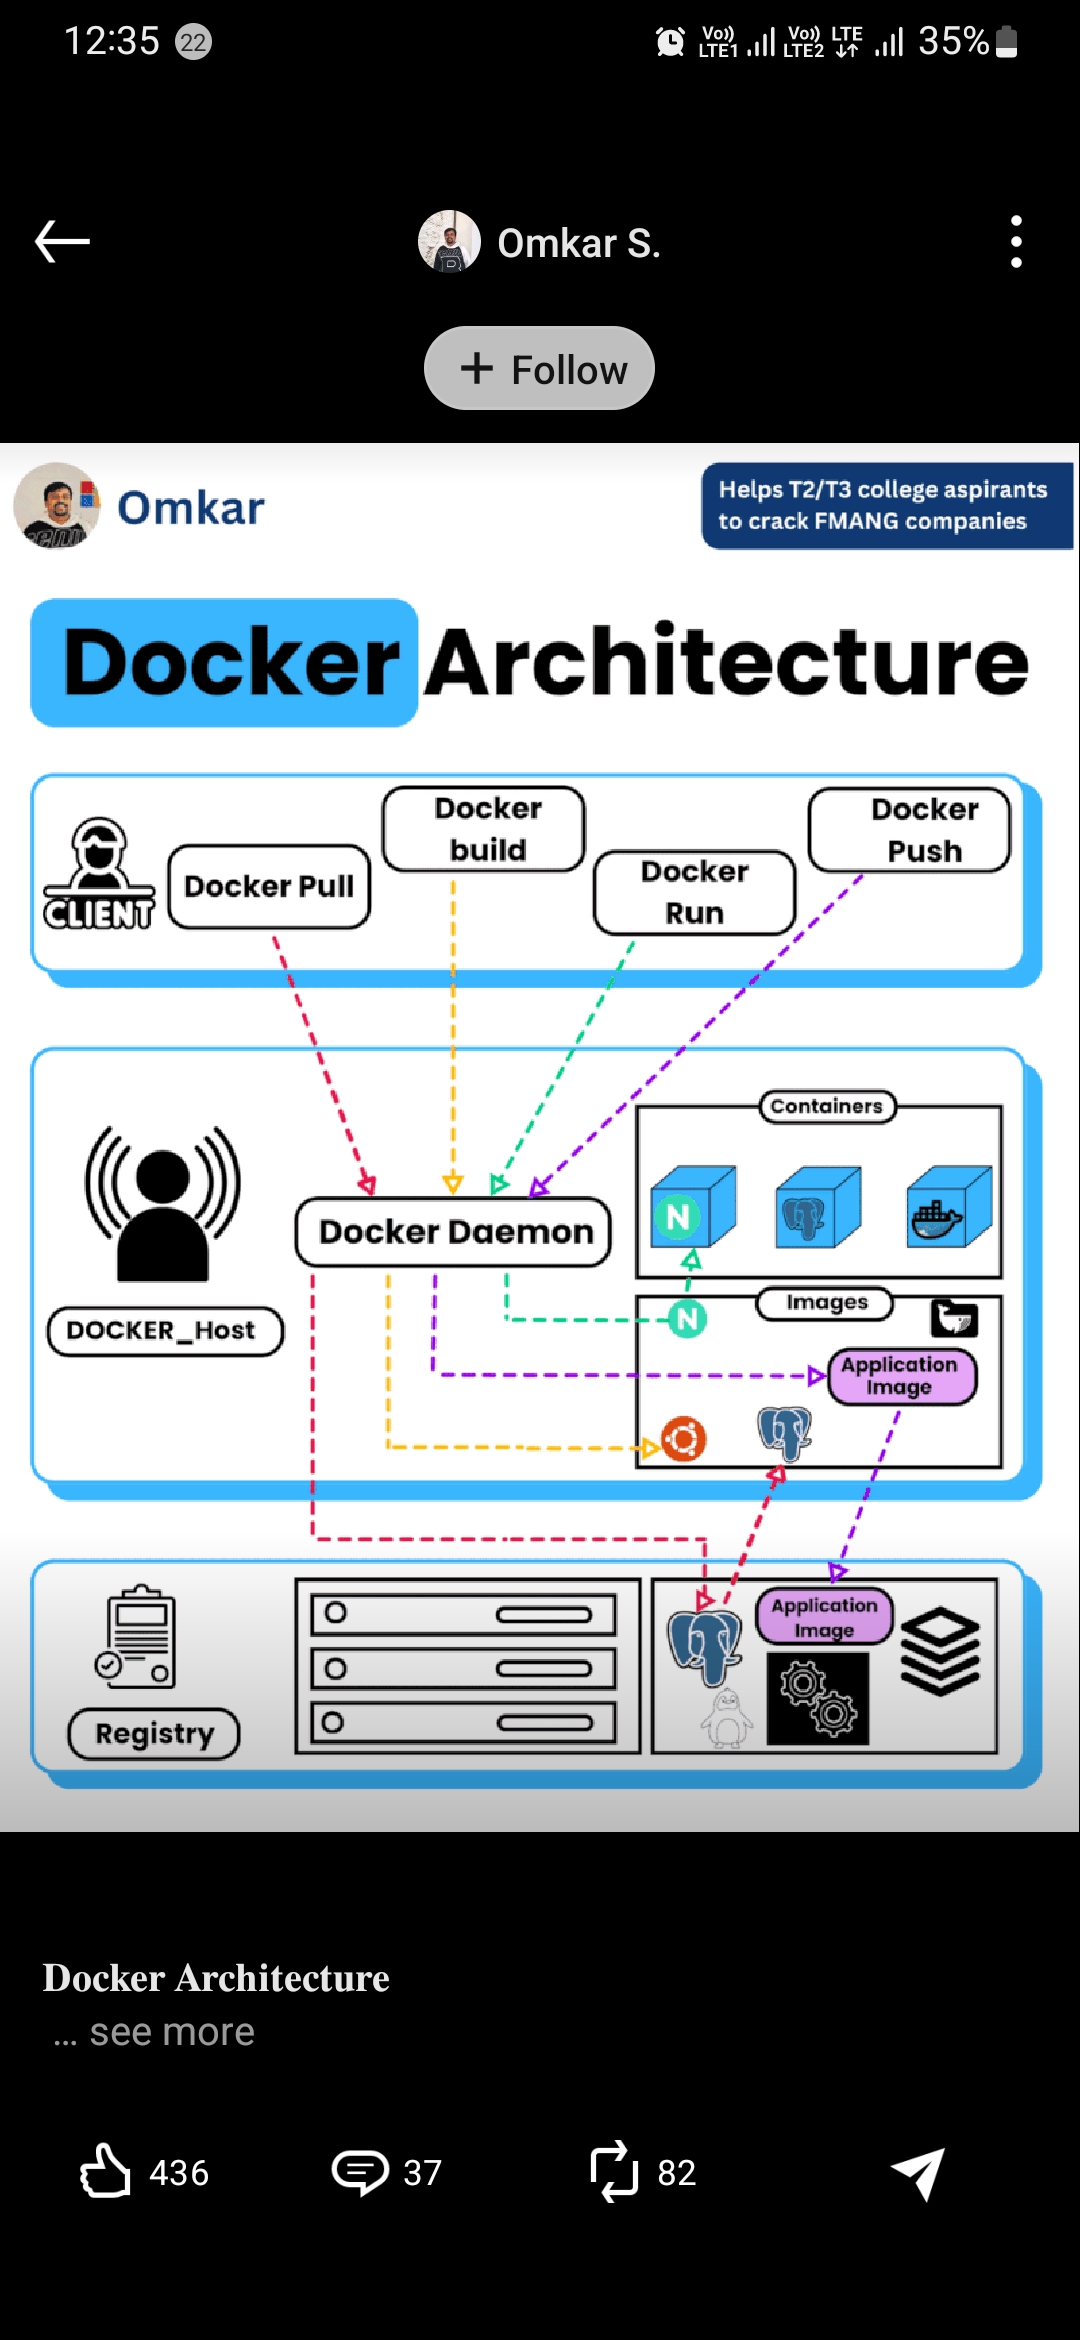 12:35 22
Vo)) LTE1 Vo)) LTE2 LTE 35%
Omkar S.
+ Follow
Omkar
Helps T2/T3 college aspirants
to crack FMANG companies
Docker Architecture
CLIENT
Docker Pull
Docker
build
Docker
Run
Docker
Push
DOCKER_Host
Docker Daemon
Containers
N
Images
N
Application
Image
Registry
Application
Image
Docker Architecture
... see more
436
37
82